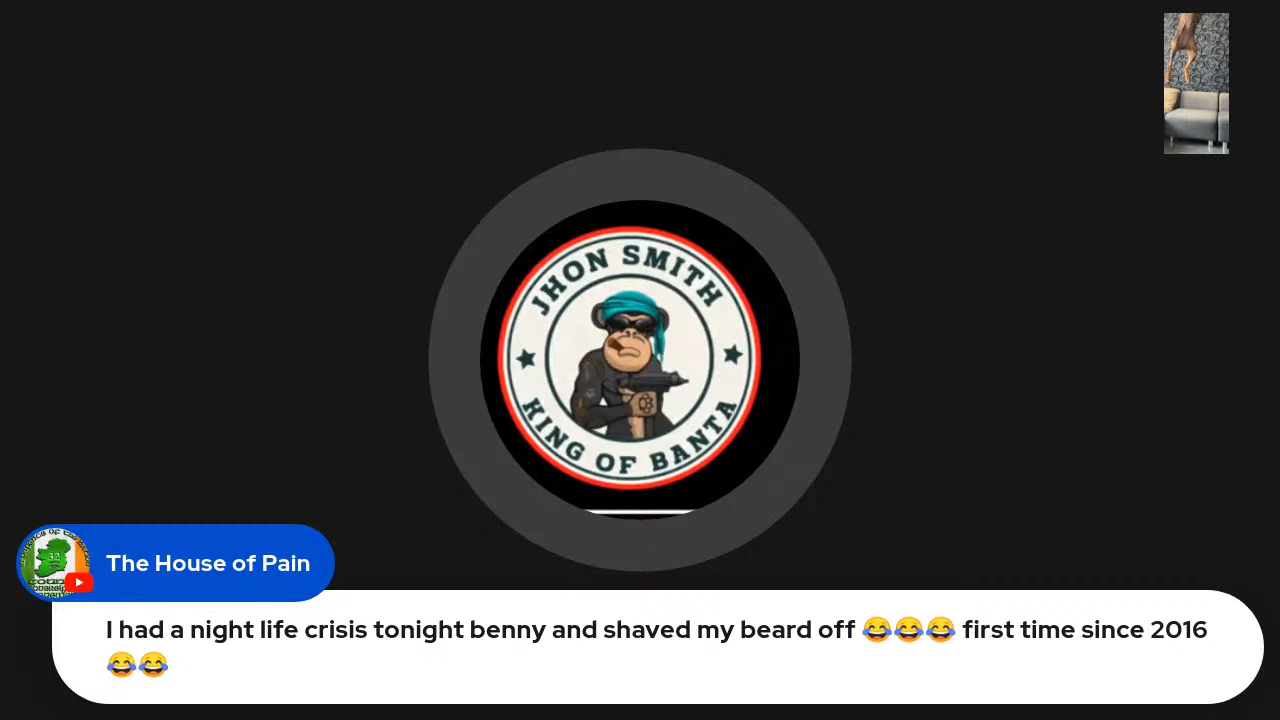 JHON SMITH
KING OF BANTA
32
The House of Pain
I had a night life crisis tonight benny and shaved my beard off 😂😂😂 first time since 2016
😂😂